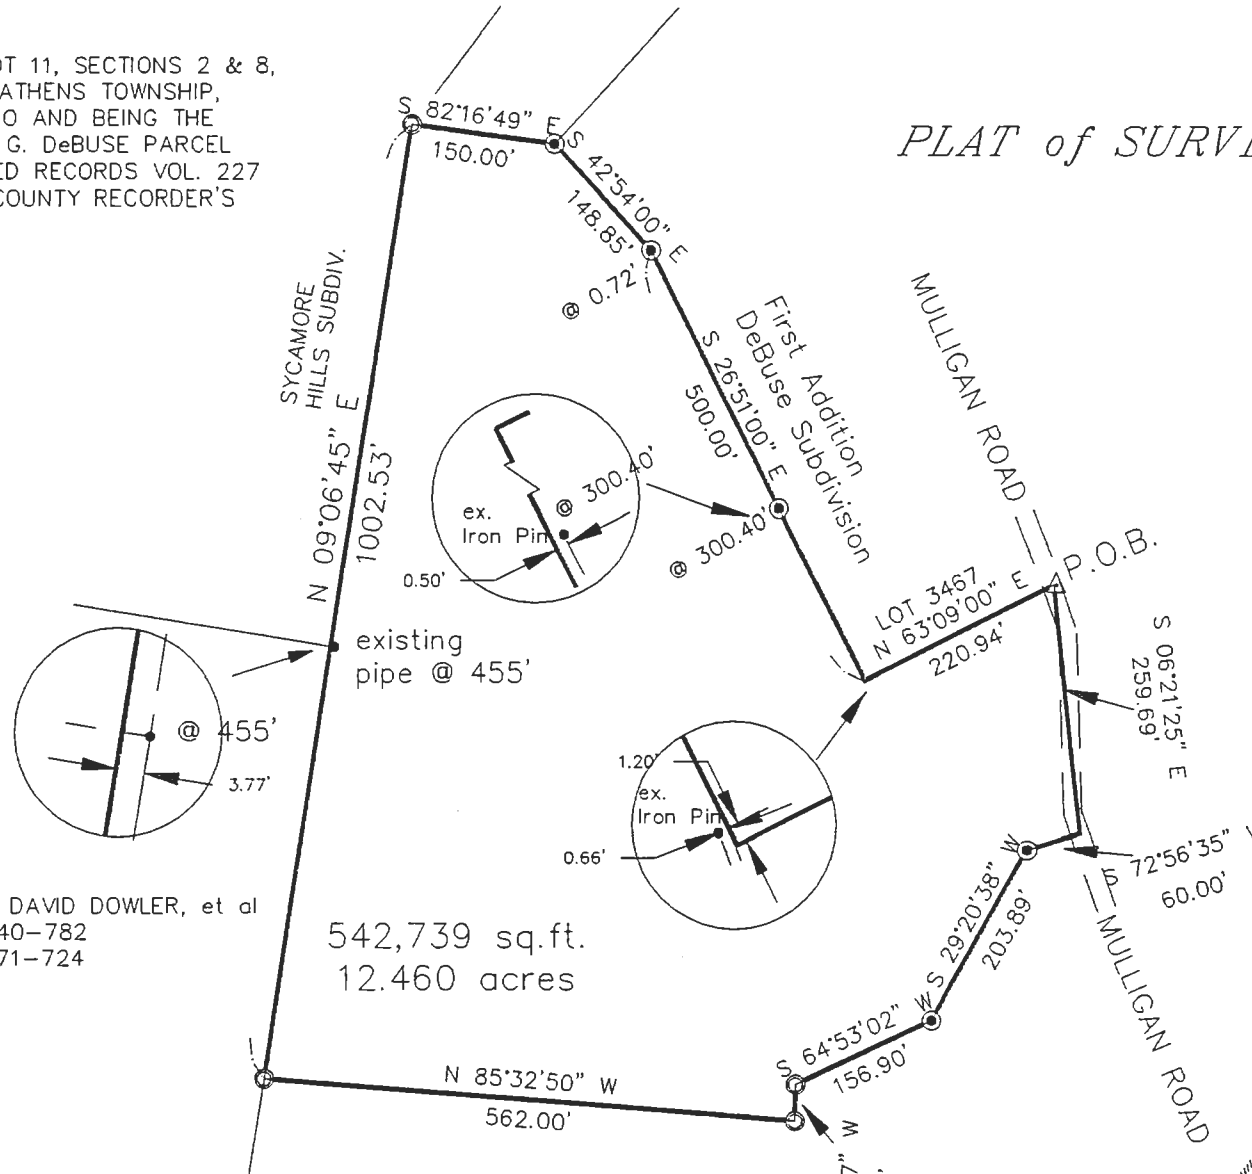 OT 11, SECTIONS 2 & 8,
ATHENS TOWNSHIP,
O AND BEING THE
G. DeBUSE PARCEL
ED RECORDS VOL. 227
COUNTY RECORDER'S
PLAT of SURV
S 82°16'49" E
150.00'
S 42°54'00" E
148.85'
@ 0.72'
SYCAMORE
HILLS SUBDIV.
N 09°06'45" E
1002.53'
First Addition
DeBuse Subdivision
S 26°51'00" E
500.00'
MULLIGAN ROAD
@ 300.40'
ex.
Iron Pin
0.50'
@ 300.40'
P.O.B.
LOT 3467
N 63°09'00" E
220.94'
S 06°21'25" E
259.69'
existing
pipe @ 455'
@ 455'
3.77'
1.20'
ex.
Iron Pin
0.66'
S 72°56'35"
60.00'
DAVID DOWLER, et al
40-782
71-724
542,739 sq.ft.
12.460 acres
S 29°20'38" W
203.89'
MULLIGAN ROAD
S 64°53'02" W
156.90'
N 85°32'50" W
562.00'
W